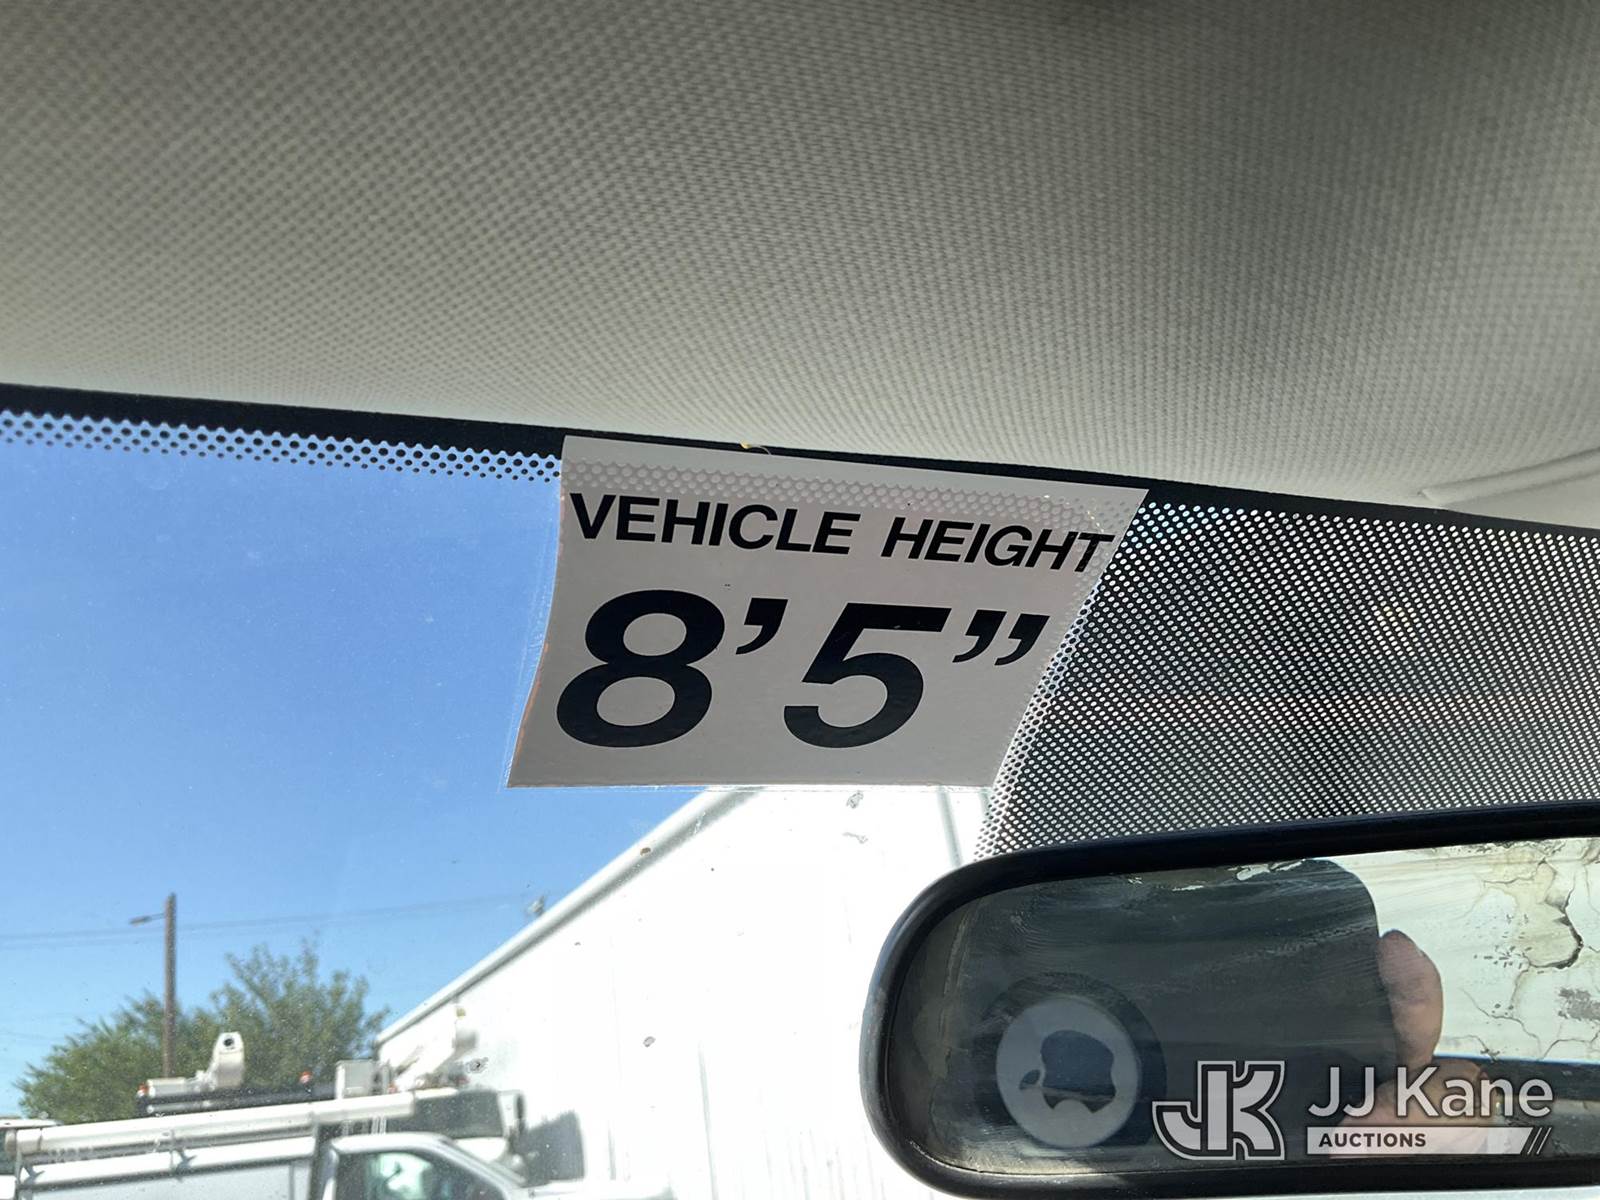 VEHICLE HEIGHT
8’5”
JJ Kane
AUCTIONS